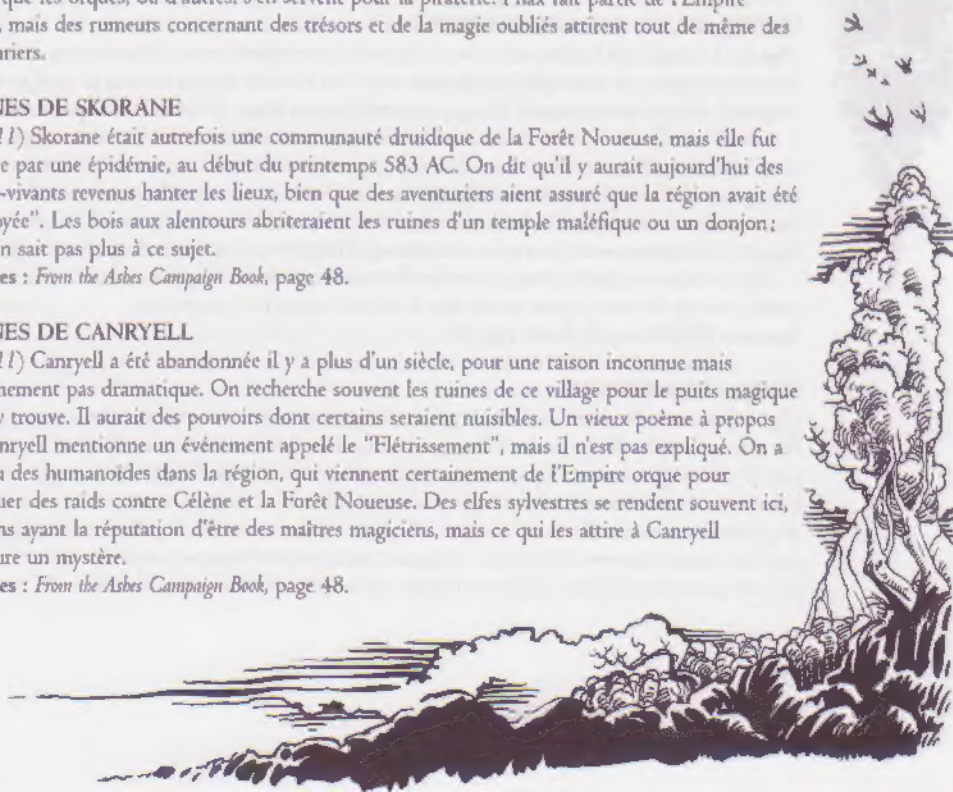 que les orques, ou d'autres, s'en servent pour la piraterie. Phax fait partie de l'Empire
, mais des rumeurs concernant des trésors et de la magie oubliés attirent tout de même des
riers.
NES DE SKORANE
11) Skorane était autrefois une communauté druidique de la Forêt Noueuse, mais elle fut
e par une épidémie, au début du printemps 583 AC. On dit qu'il y aurait aujourd'hui des
-vivants revenus hanter les lieux, bien que des aventuriers aient assuré que la région avait été
yée". Les bois aux alentours abriteraient les ruines d'un temple maléfique ou un donjon;
n sait pas plus à ce sujet.
es : From the Ashes Campaign Book, page 48.
NES DE CANRYELL
11) Canryell a été abandonnée il y a plus d'un siècle, pour une raison inconnue mais
nement pas dramatique. On recherche souvent les ruines de ce village pour le puits magique
y trouve. Il aurait des pouvoirs dont certains seraient nuisibles. Un vieux poème à propos
nryell mentionne un événement appelé le "Flétrissement", mais il n'est pas expliqué. On a
a des humanoïdes dans la région, qui viennent certainement de l'Empire orque pour
uer des raids contre Célène et la Forêt Noueuse. Des elfes sylvestres se rendent souvent ici,
ns ayant la réputation d'être des maîtres magiciens, mais ce qui les attire à Canryell
ure un mystère.
es : From the Ashes Campaign Book, page 48.